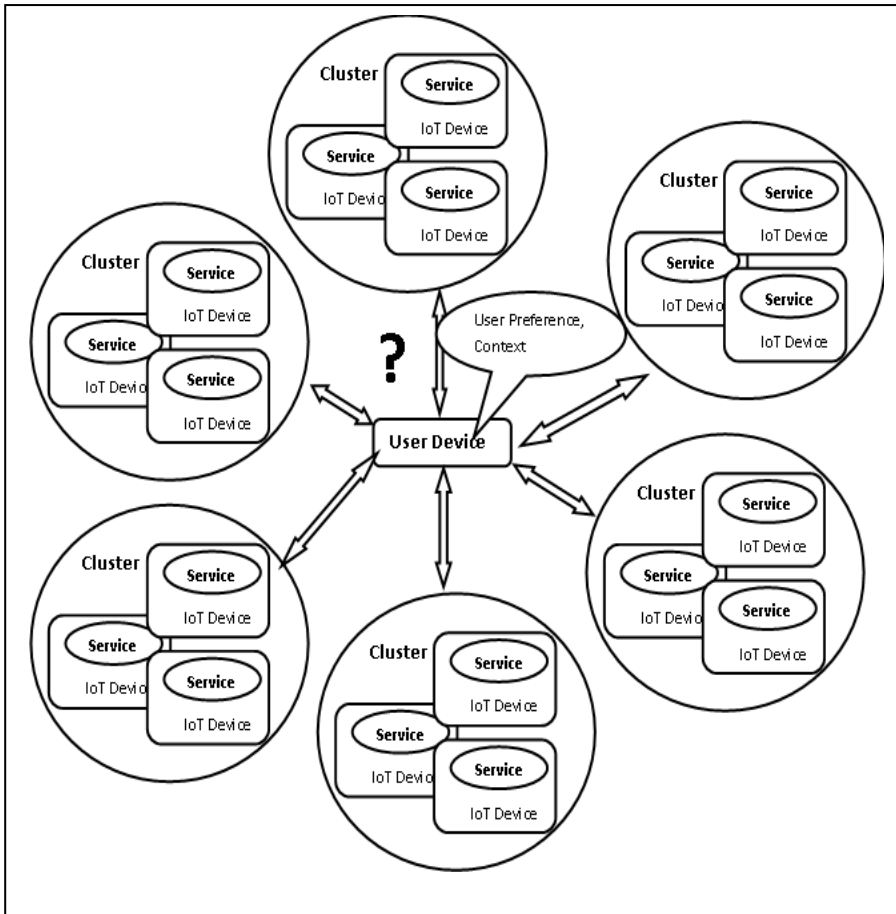 Cluster
Service
IoT Device
Service
IoT Device
Service
IoT Device
Cluster
Service
IoT Device
Service
IoT Device
Service
IoT Device
Cluster
Service
IoT Device
Service
IoT Device
Service
IoT Device
?
User Preference,
Context
User Device
Cluster
Service
IoT Device
Service
IoT Device
Service
IoT Device
Cluster
Service
IoT Device
Service
IoT Device
Service
IoT Device
Cluster
Service
IoT Device
Service
IoT Device
Service
IoT Device